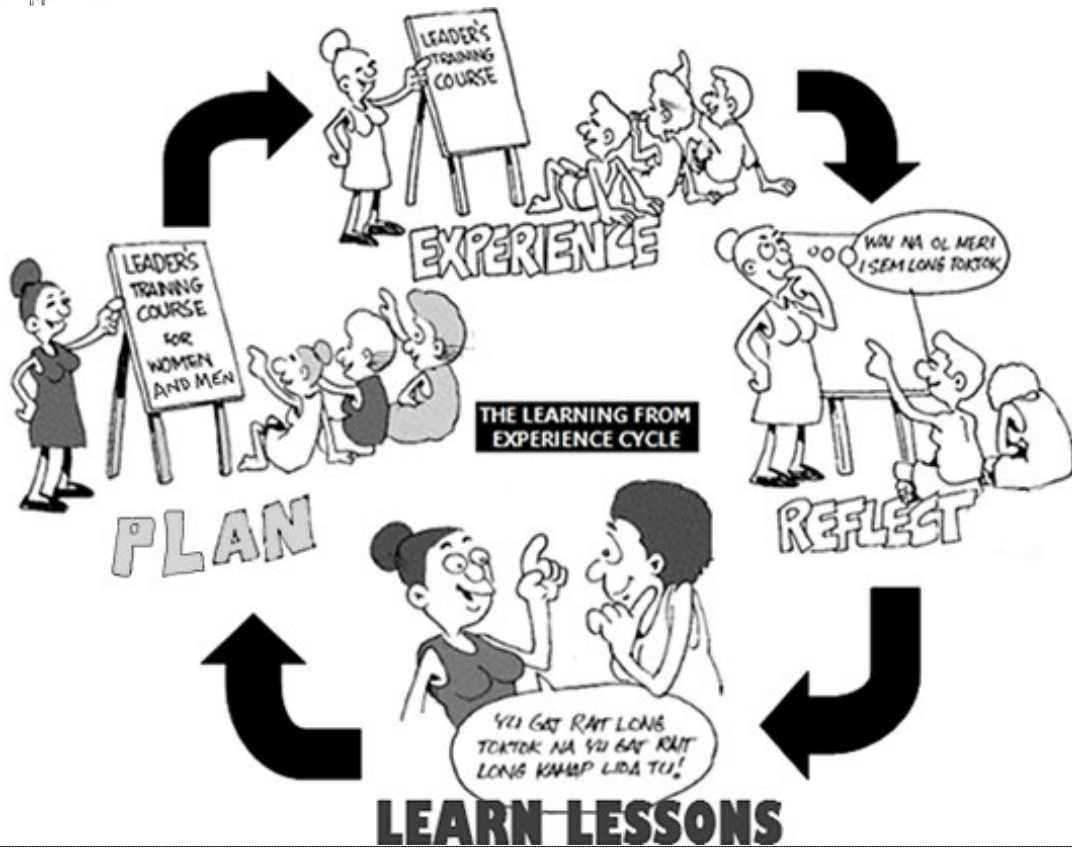 LEADER'S
TRAINING
COURSE
EXPERIENCE
WAI NA OL MERI
I SEM LONG TOKTOK
REFLECT
LEADER'S
TRAINING
COURSE
FOR
WOMEN
AND MEN
PLAN
THE LEARNING FROM
EXPERIENCE CYCLE
YU GAT RAIT LONG
TOKTOK NA YU GAT RAIT
LONG KAMAP LIDA TU!
LEARN LESSONS